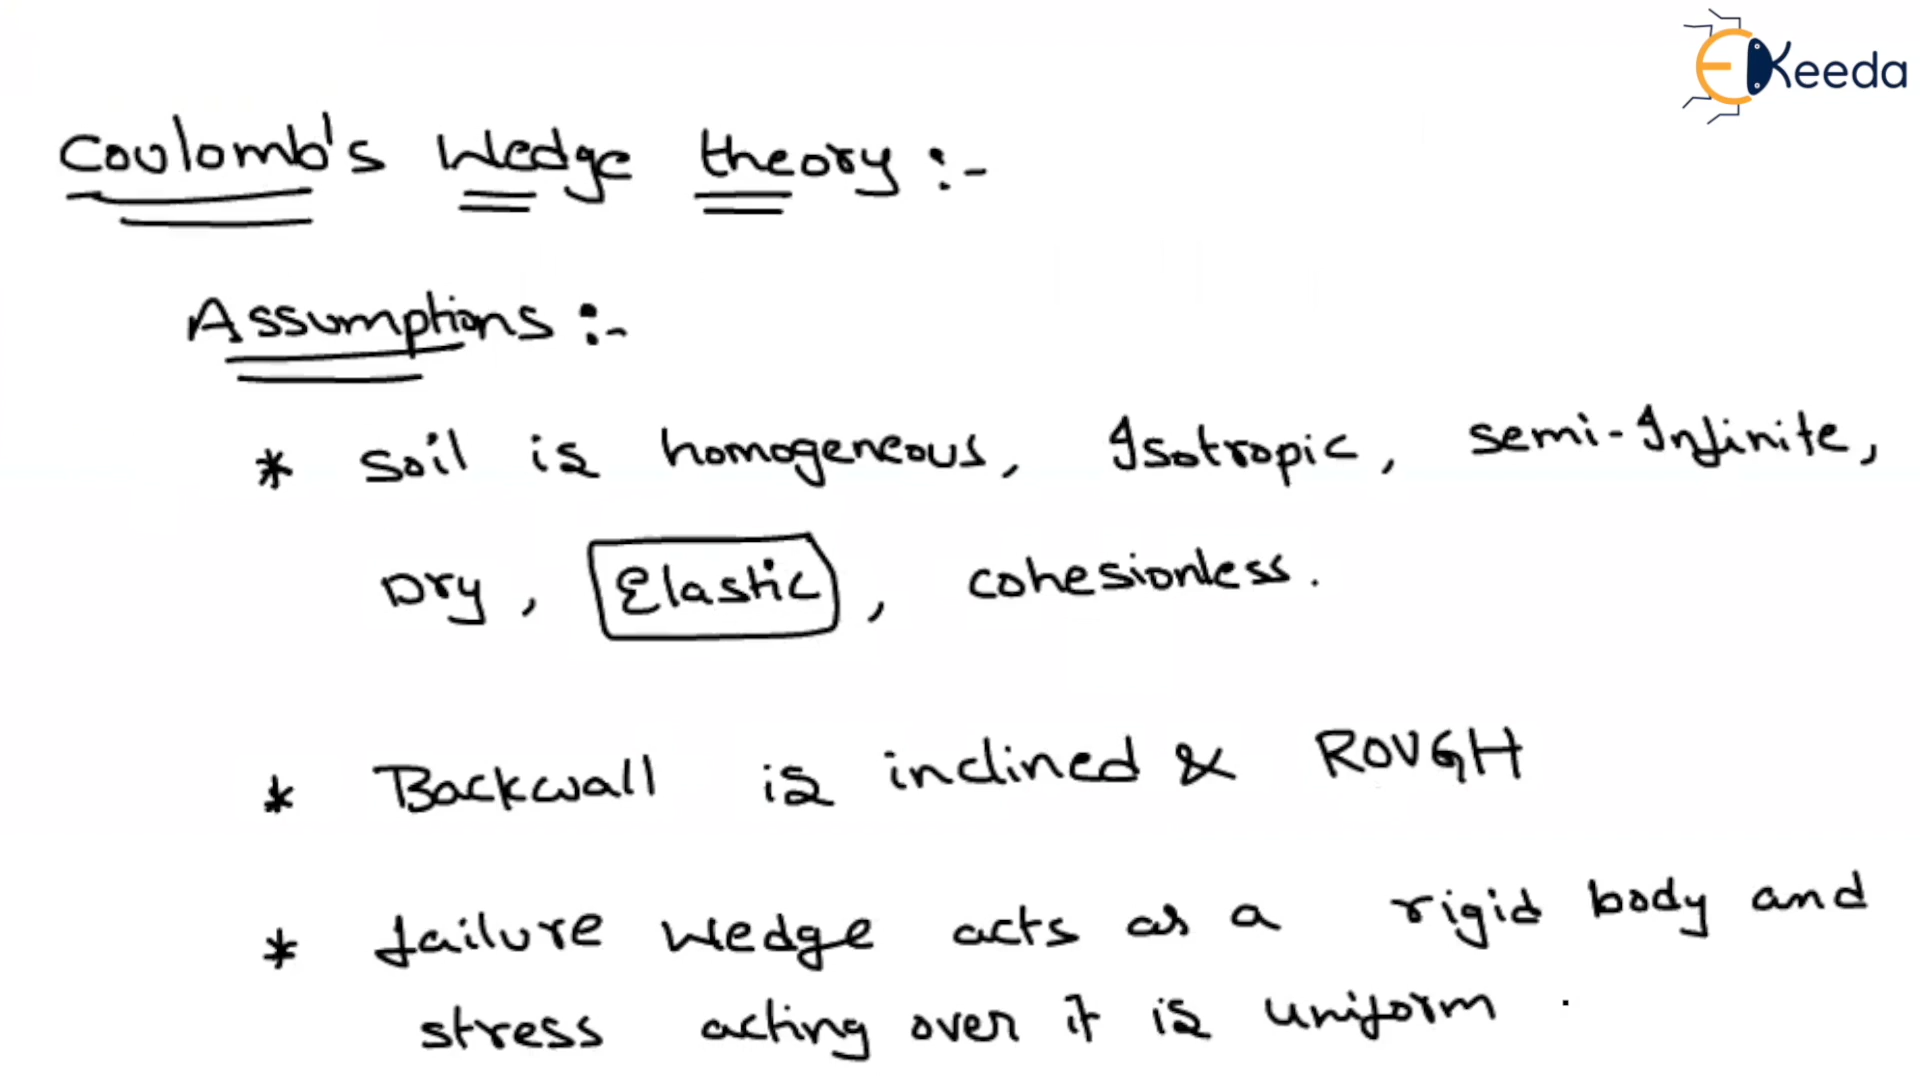 EKeeda
Coulomb's Wedge theory :-
Assumptions :-
* Soil is homogeneous, Isotropic, semi-Infinite,
Dry, Elastic, cohesionless.
* Backwall is inclined & ROUGH
* failure wedge acts as a rigid body and
stress acting over it is uniform .